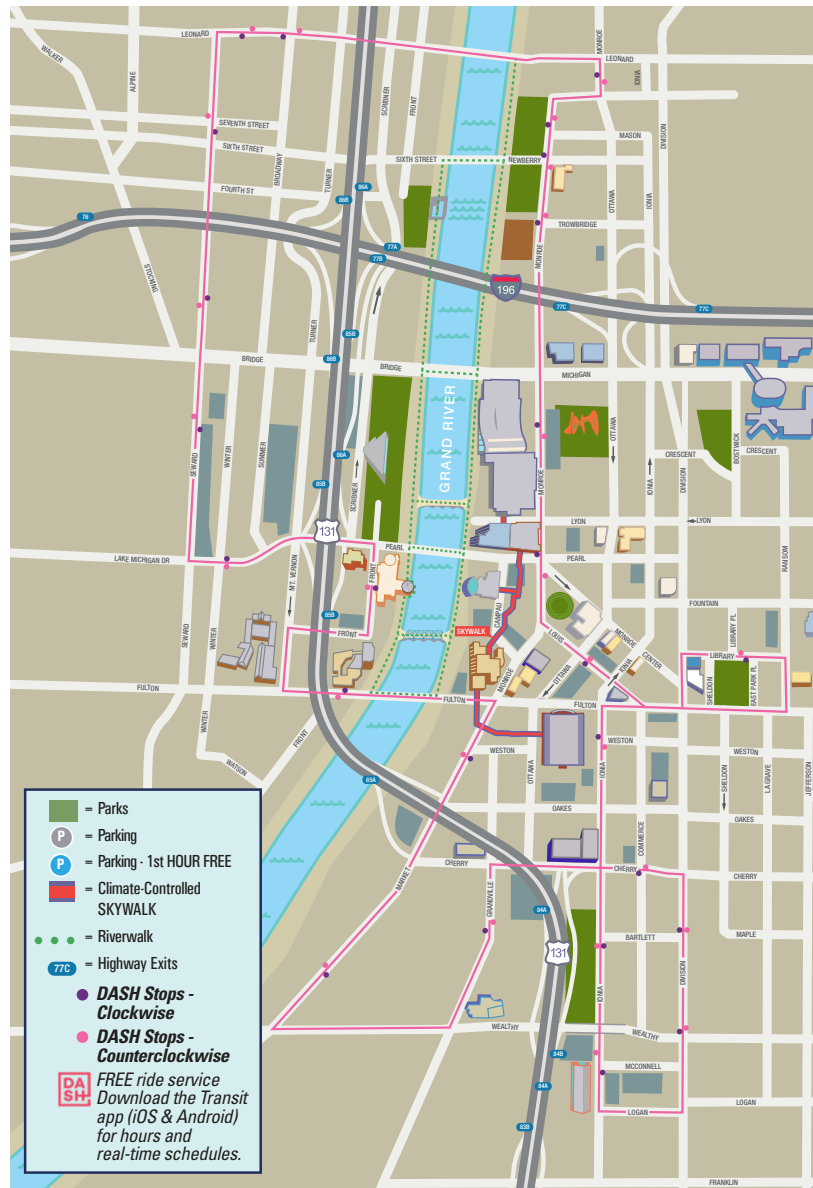 LEONARD
MONROE
WALKER
ALPINE
SCRIBNER
FRONT
LEONARD
IONIA
DIVISION
SEVENTH STREET
SIXTH STREET
BROADWAY
TURNER
SIXTH STREET
NEWBERRY
MASON
FOURTH ST
86A
86B
OTTAWA
IONIA
76
77A
77B
TROWBRIDGE
MONROE
STOCKING
196
77C
77C
TURNER
85B
86B
BRIDGE
BRIDGE
MICHIGAN
GRAND RIVER
OTTAWA
BOSTWICK
SEWARD
WINTER
SUMMER
86A
CRESCENT
CRESCENT
85B
SCRIBNER
MONROE
IONIA
DIVISION
131
LYON
LYON
LAKE MICHIGAN DR
MT. VERNON
PEARL
PEARL
RANSOM
FRONT
85B
CAMPAU
FOUNTAIN
FRONT
SKYWALK
LOUIS
MONROE
CENTER
LIBRARY PL
SEWARD
WINTER
MONROE
OTTAWA
IONIA
LIBRARY
SHELDON
EAST PARK PL
FULTON
FULTON
FULTON
WINTER
WATSON
FRONT
WESTON
WESTON
WESTON
OTTAWA
IONIA
SHELDON
LAGRAVE
JEFFERSON
85A
OAKES
OAKES
COMMERCE
MARKET
CHERRY
CHERRY
CHERRY
GRANDVILLE
84A
131
BARTLETT
MAPLE
IONIA
DIVISION
WEALTHY
WEALTHY
84B
MCCONNELL
84A
LOGAN
LOGAN
83B
FRANKLIN
= Parks
P = Parking
P = Parking - 1st HOUR FREE
= Climate-Controlled
SKYWALK
= Riverwalk
77C = Highway Exits
DASH Stops -
Clockwise
DASH Stops -
Counterclockwise
DA
SH
FREE ride service
Download the Transit
app (iOS & Android)
for hours and
real-time schedules.